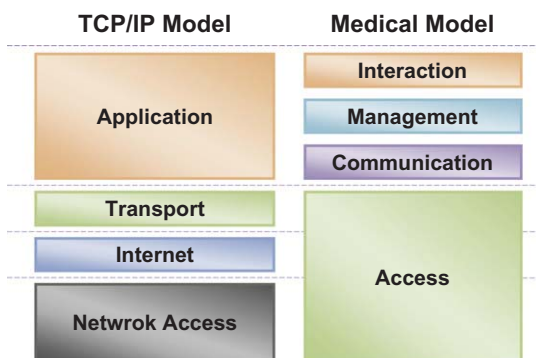 TCP/IP Model
Medical Model
Application
Interaction
Management
Communication
Transport
Internet
Access
Netwrok Access